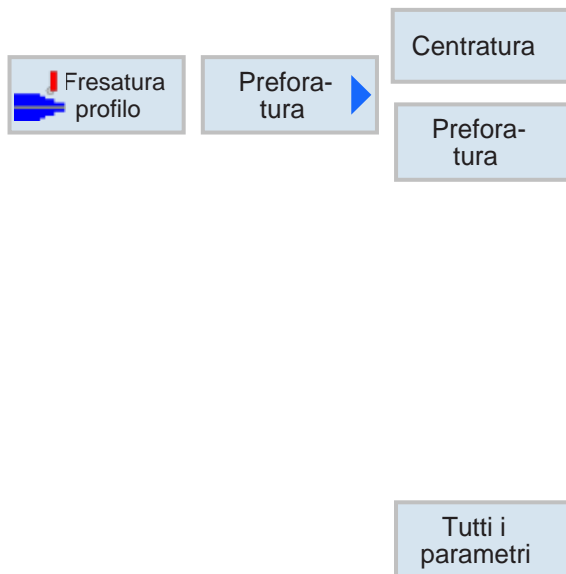 Fresatura
profilo
Prefora-
tura
Centratura
Prefora-
tura
Tutti i
parametri